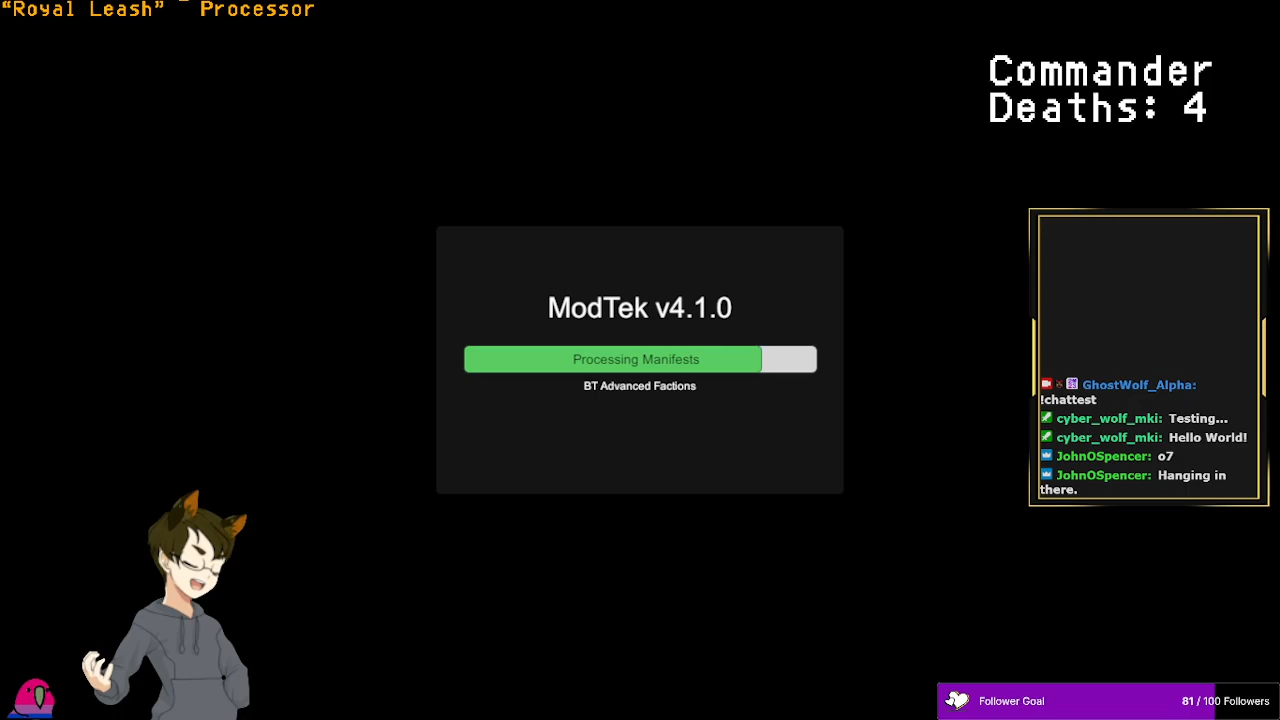 “Royal Leash” - Processor
Commander
Deaths: 4
ModTek v4.1.0
Processing Manifests
BT Advanced Factions
GhostWolf_Alpha:
!chattest
cyber_wolf_mki: Testing...
cyber_wolf_mki: Hello World!
JohnOSpencer: o7
JohnOSpencer: Hanging in
there.
Follower Goal
81 / 100 Followers